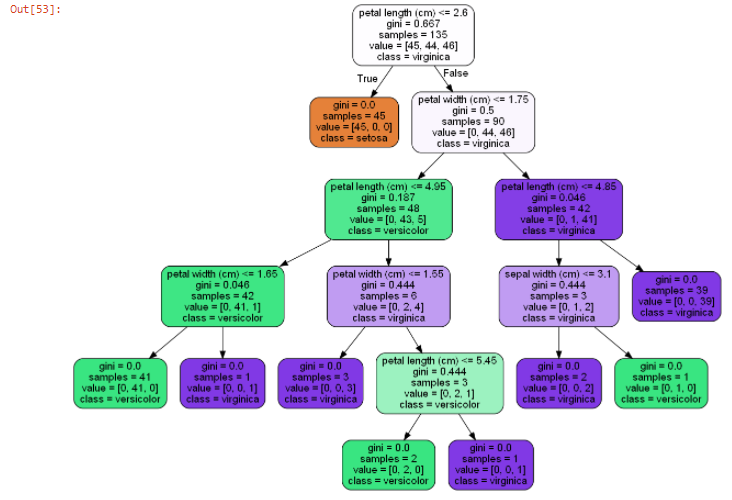 Out[53]:
petal length (cm) <= 2.6
gini = 0.667
samples = 135
value = [45, 44, 46]
class = virginica
True
False
gini = 0.0
samples = 45
value = [45, 0, 0]
class = setosa
petal width (cm) <= 1.75
gini = 0.5
samples = 90
value = [0, 44, 46]
class = virginica
petal length (cm) <= 4.95
gini = 0.187
samples = 48
value = [0, 43, 5]
class = versicolor
petal length (cm) <= 4.85
gini = 0.046
samples = 42
value = [0, 1, 41]
class = virginica
petal width (cm) <= 1.65
gini = 0.046
samples = 42
value = [0, 41, 1]
class = versicolor
petal width (cm) <= 1.55
gini = 0.444
samples = 6
value = [0, 2, 4]
class = virginica
sepal width (cm) <= 3.1
gini = 0.444
samples = 3
value = [0, 1, 2]
class = virginica
gini = 0.0
samples = 39
value = [0, 0, 39]
class = virginica
gini = 0.0
samples = 41
value = [0, 41, 0]
class = versicolor
gini = 0.0
samples = 1
value = [0, 0, 1]
class = virginica
gini = 0.0
samples = 3
value = [0, 0, 3]
class = virginica
petal length (cm) <= 5.45
gini = 0.444
samples = 3
value = [0, 2, 1]
class = versicolor
gini = 0.0
samples = 2
value = [0, 0, 2]
class = virginica
gini = 0.0
samples = 1
value = [0, 1, 0]
class = versicolor
gini = 0.0
samples = 2
value = [0, 2, 0]
class = versicolor
gini = 0.0
samples = 1
value = [0, 0, 1]
class = virginica